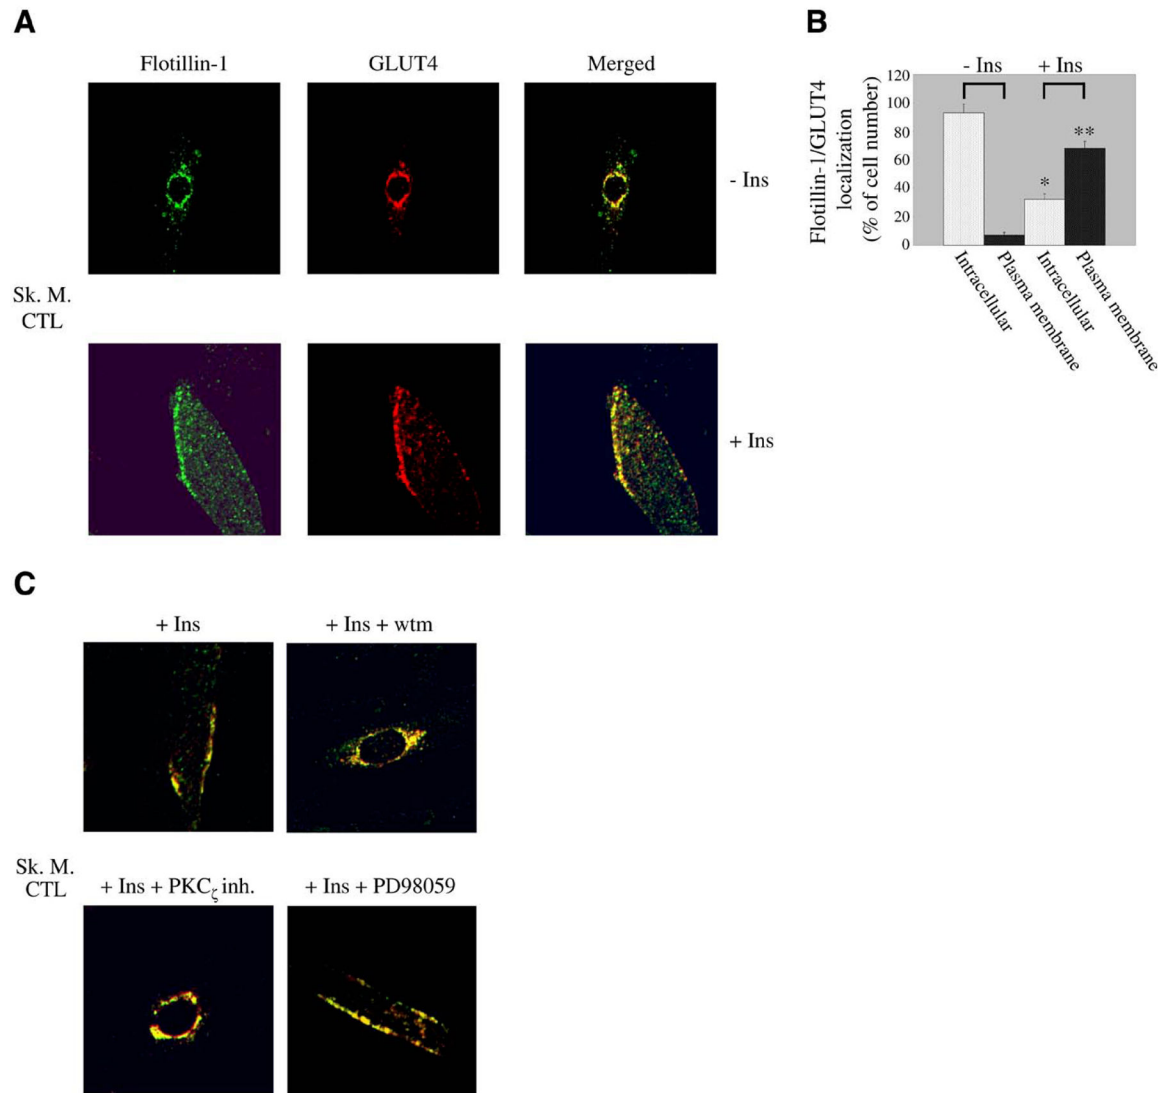 A
Flotillin-1 GLUT4 Merged
- Ins
Sk. M.
CTL
+ Ins
B
- Ins + Ins
Flotillin-1/GLUT4
localization
(% of cell number)
120
100
80
60
40
20
0
*
**
Intracellular
Plasma membrane
Intracellular
Plasma membrane
C
+ Ins + Ins + wtm
Sk. M.
CTL
+ Ins + PKCζ inh. + Ins + PD98059